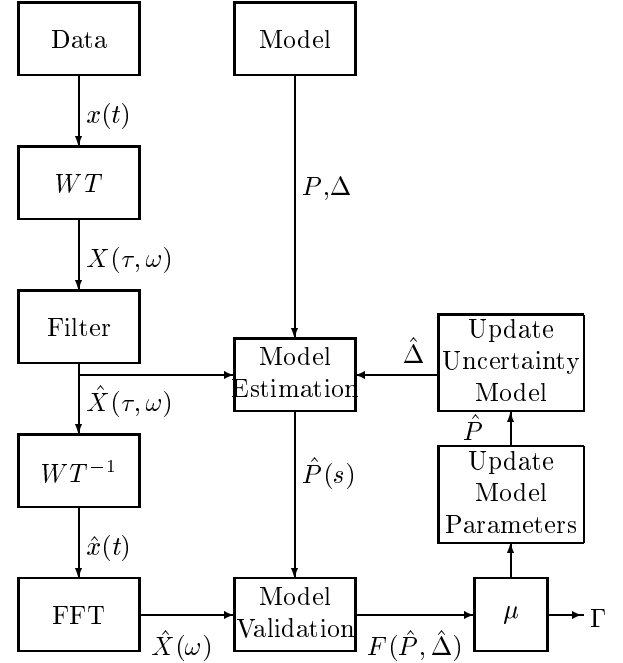 Data
Model
x(t)
WT
P,Δ
X(τ, ω)
Filter
Model
Estimation
Δ̂
Update
Uncertainty
Model
X̂(τ, ω)
P̂
WT⁻¹
P̂(s)
Update
Model
Parameters
x̂(t)
FFT
Model
Validation
μ
Γ
X̂(ω)
F(P̂, Δ̂)